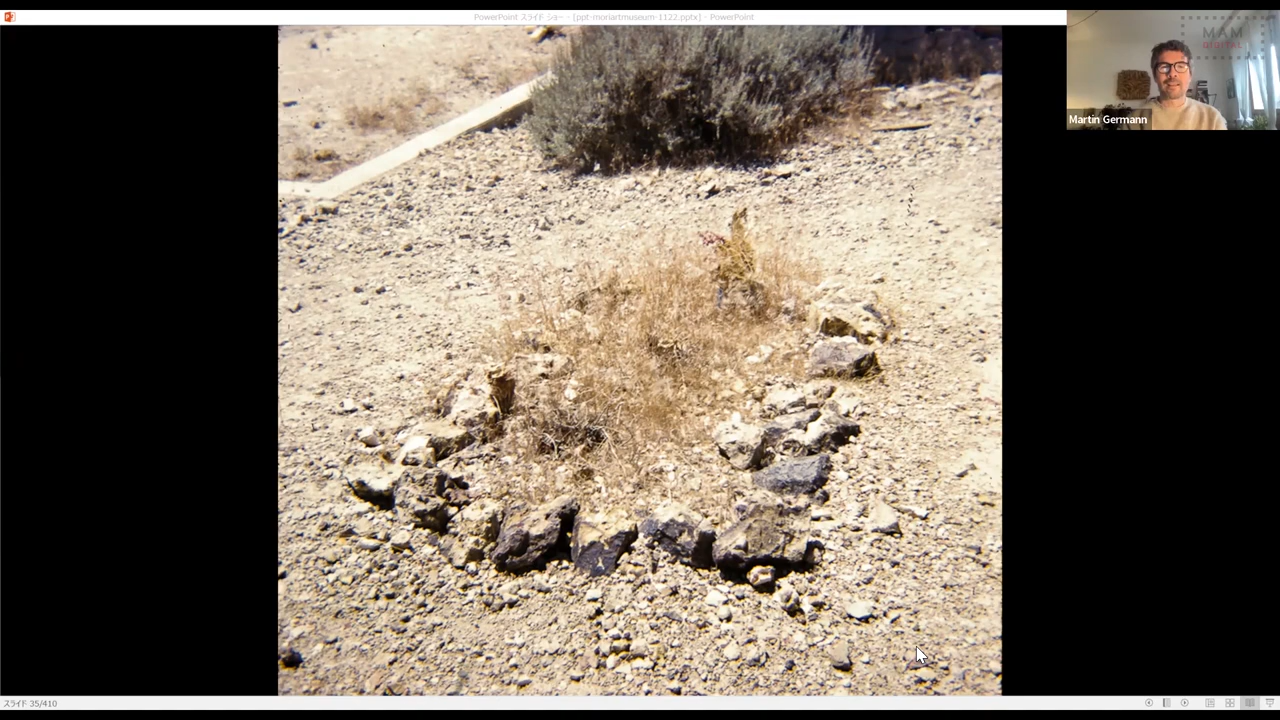 PowerPoint スライド ショー - [ppt-moriartmuseum-1122.pptx] - PowerPoint
MAM
DIGITAL
Martin Germann
スライド 35/410